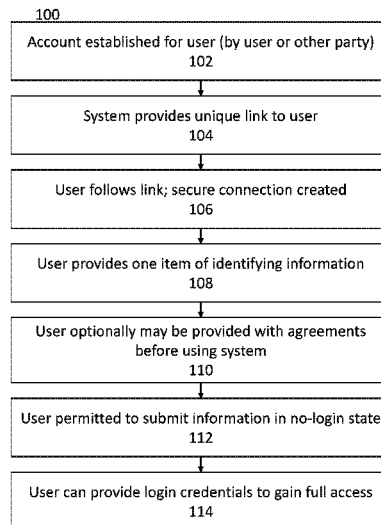 100
Account established for user (by user or other party)
102
System provides unique link to user
104
User follows link; secure connection created
106
User provides one item of identifying information
108
User optionally may be provided with agreements
before using system
110
User permitted to submit information in no-login state
112
User can provide login credentials to gain full access
114